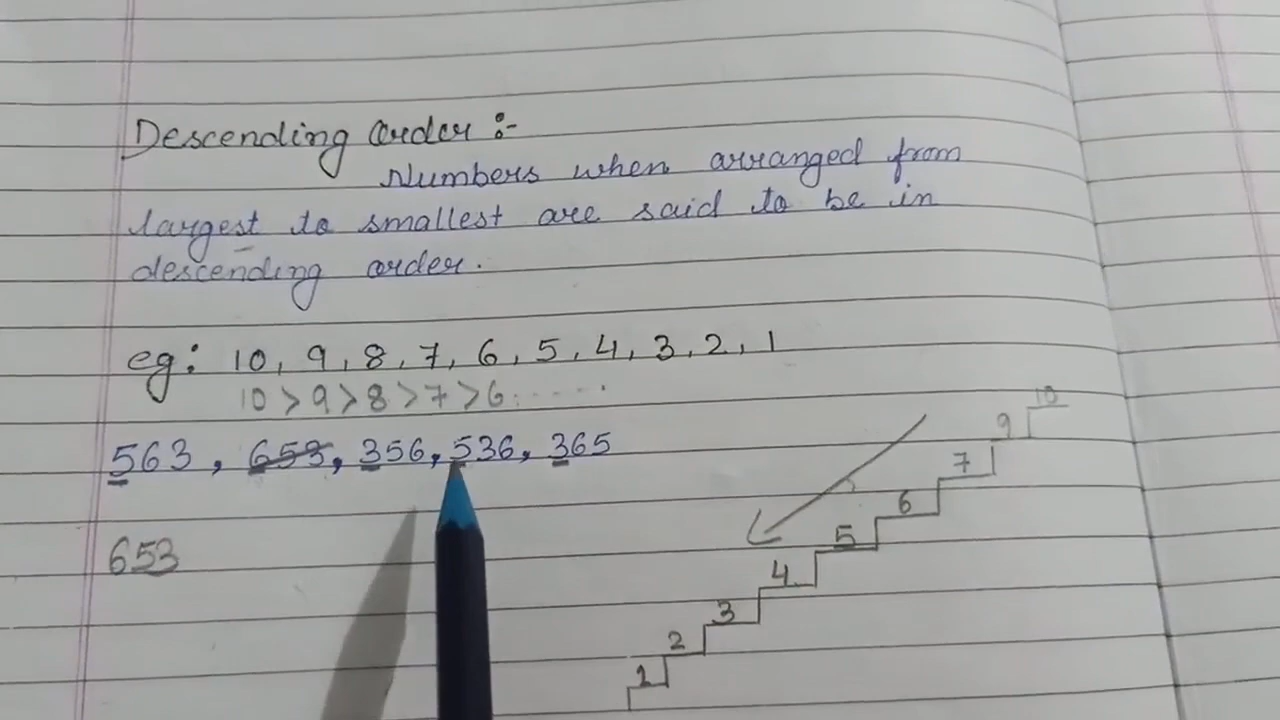 Descending order :-
Numbers when arranged from
largest to smallest are said to be in
descending order.
eg: 10, 9, 8, 7, 6, 5, 4, 3, 2, 1
10 > 9 > 8 > 7 > 6 . . . . . .
563, 653, 356, 536, 365
653
10
9
7
6
5
4
3
2
1